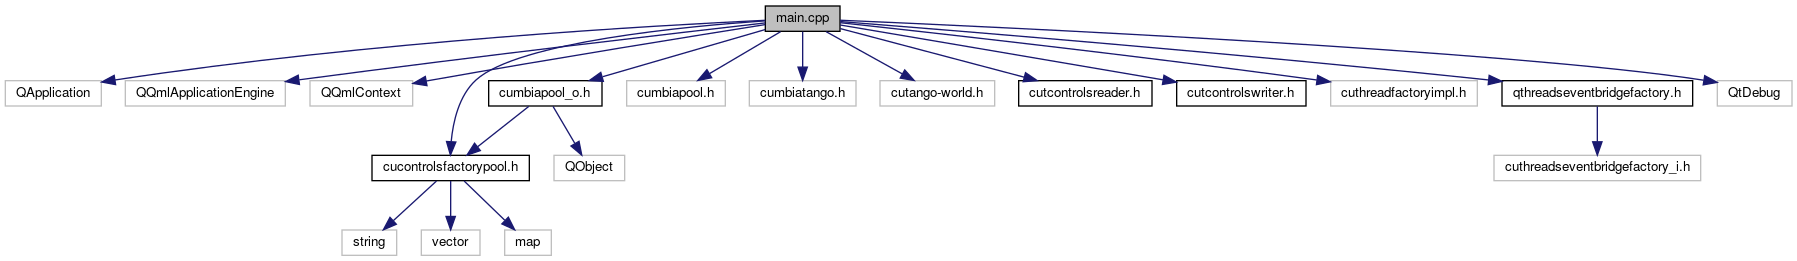 main.cpp
QApplication
QQmlApplicationEngine
QQmlContext
cumbiapool_o.h
cumbiapool.h
cumbiatango.h
cutango-world.h
cutcontrolsreader.h
cutcontrolswriter.h
cuthreadfactoryimpl.h
qthreadseventbridgefactory.h
QtDebug
cucontrolsfactorypool.h
QObject
cuthreadseventbridgefactory_i.h
string
vector
map